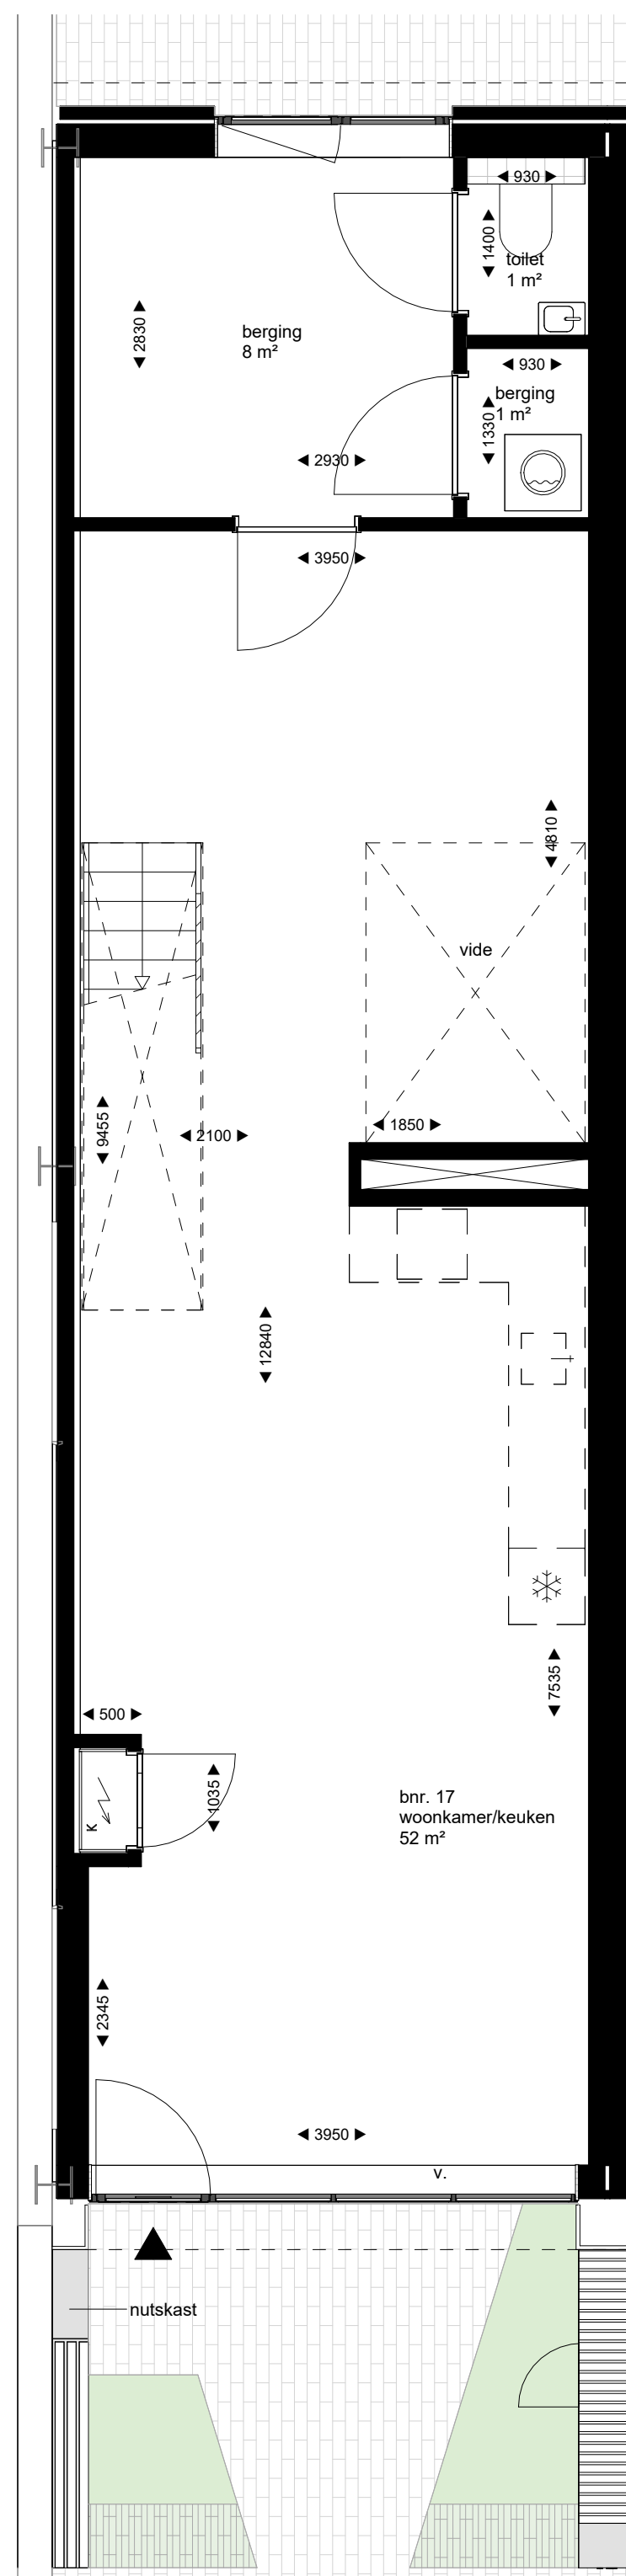 930
1400
toilet
1 m²
2830
berging
8 m²
930
berging
1 m²
1330
2930
3950
4810
vide
1850
9455
2100
12840
7535
500
K
1035
bnr. 17
woonkamer/keuken
52 m²
2345
3950
v.
nutskast